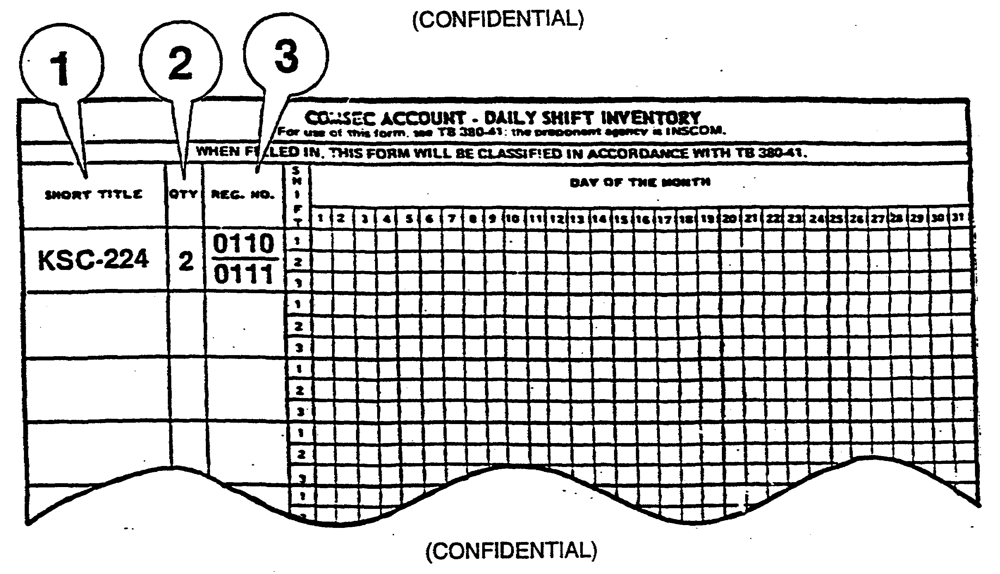 (CONFIDENTIAL)
1 2 3
COMSEC ACCOUNT - DAILY SHIFT INVENTORY
For use of this form, see TB 380-41; the preponent agency is INSCOM.
WHEN FILLED IN, THIS FORM WILL BE CLASSIFIED IN ACCORDANCE WITH TB 380-41.
SHORT TITLE
QTY
REG. NO.
SHIFT
DAY OF THE MONTH
1 2 3 4 5 6 7 8 9 10 11 12 13 14 15 16 17 18 19 20 21 22 23 24 25 26 27 28 29 30 31
KSC-224
2
0110
0111
1
2
3
1
2
3
1
2
3
1
2
3
1
2
(CONFIDENTIAL)